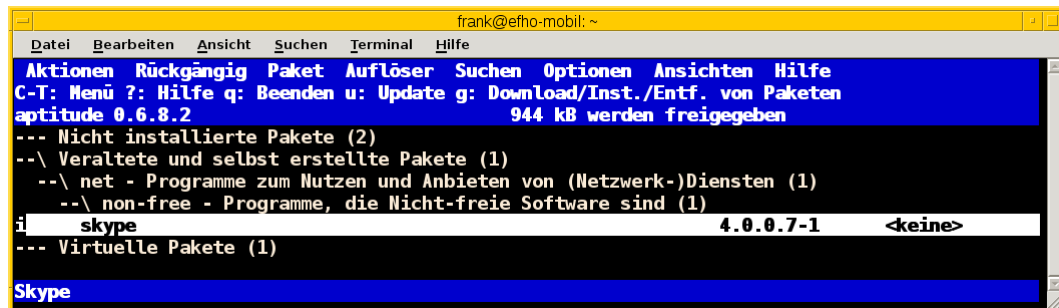 frank@efho-mobil: ~
Datei Bearbeiten Ansicht Suchen Terminal Hilfe
Aktionen Rückgängig Paket Auflöser Suchen Optionen Ansichten Hilfe
C-T: Menü ?: Hilfe q: Beenden u: Update g: Download/Inst./Entf. von Paketen
aptitude 0.6.8.2 944 kB werden freigegeben
--- Nicht installierte Pakete (2)
--\ Veraltete und selbst erstellte Pakete (1)
--\ net - Programme zum Nutzen und Anbieten von (Netzwerk-)Diensten (1)
--\ non-free - Programme, die Nicht-freie Software sind (1)
i skype 4.0.0.7-1 <keine>
--- Virtuelle Pakete (1)
Skype